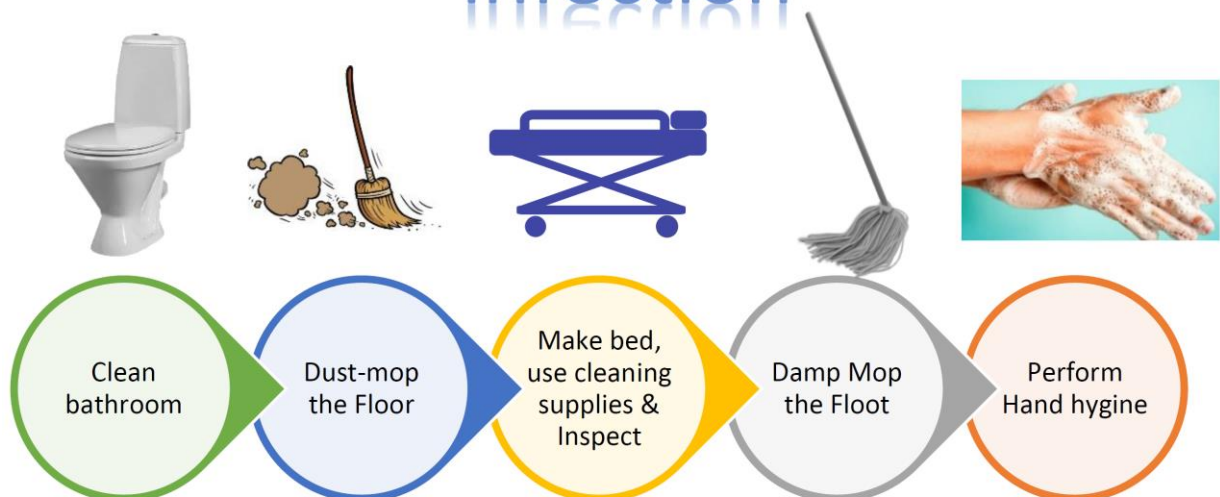 Infection
Clean
bathroom
Dust-mop
the Floor
Make bed,
use cleaning
supplies &
Inspect
Damp Mop
the Floot
Perform
Hand hygine